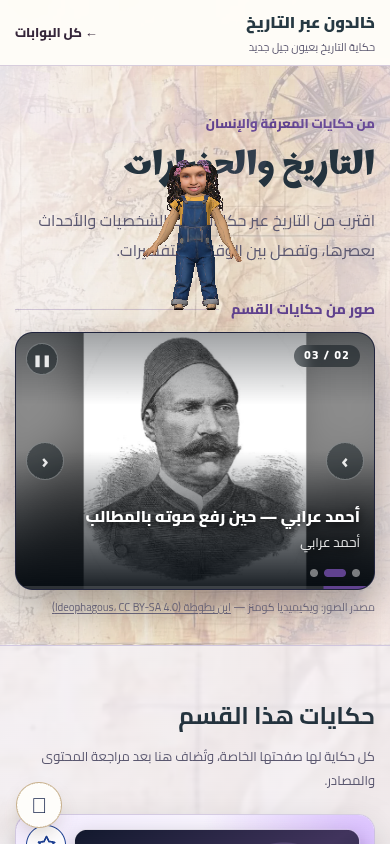 خالدون عبر التاريخ
حكاية التاريخ بعيون جيل جديد
← كل البوابات
من حكايات المعرفة والإنسان
التاريخ والحضارات
اقترب من التاريخ عبر الشخصيات والأحداث
بعصرها، وتفصل بين
صور من حكايات القسم
03 / 02
أحمد عرابي — حين رفع صوته بالمطالب
أحمد عرابي
مصدر الصور: ويكيميديا كومنز — ابن بطوطة (Ideophagous, CC BY-SA 4.0)
حكايات هذا القسم
كل حكاية لها صفحتها الخاصة، وتُضاف هنا بعد مراجعة المحتوى
والمصادر.